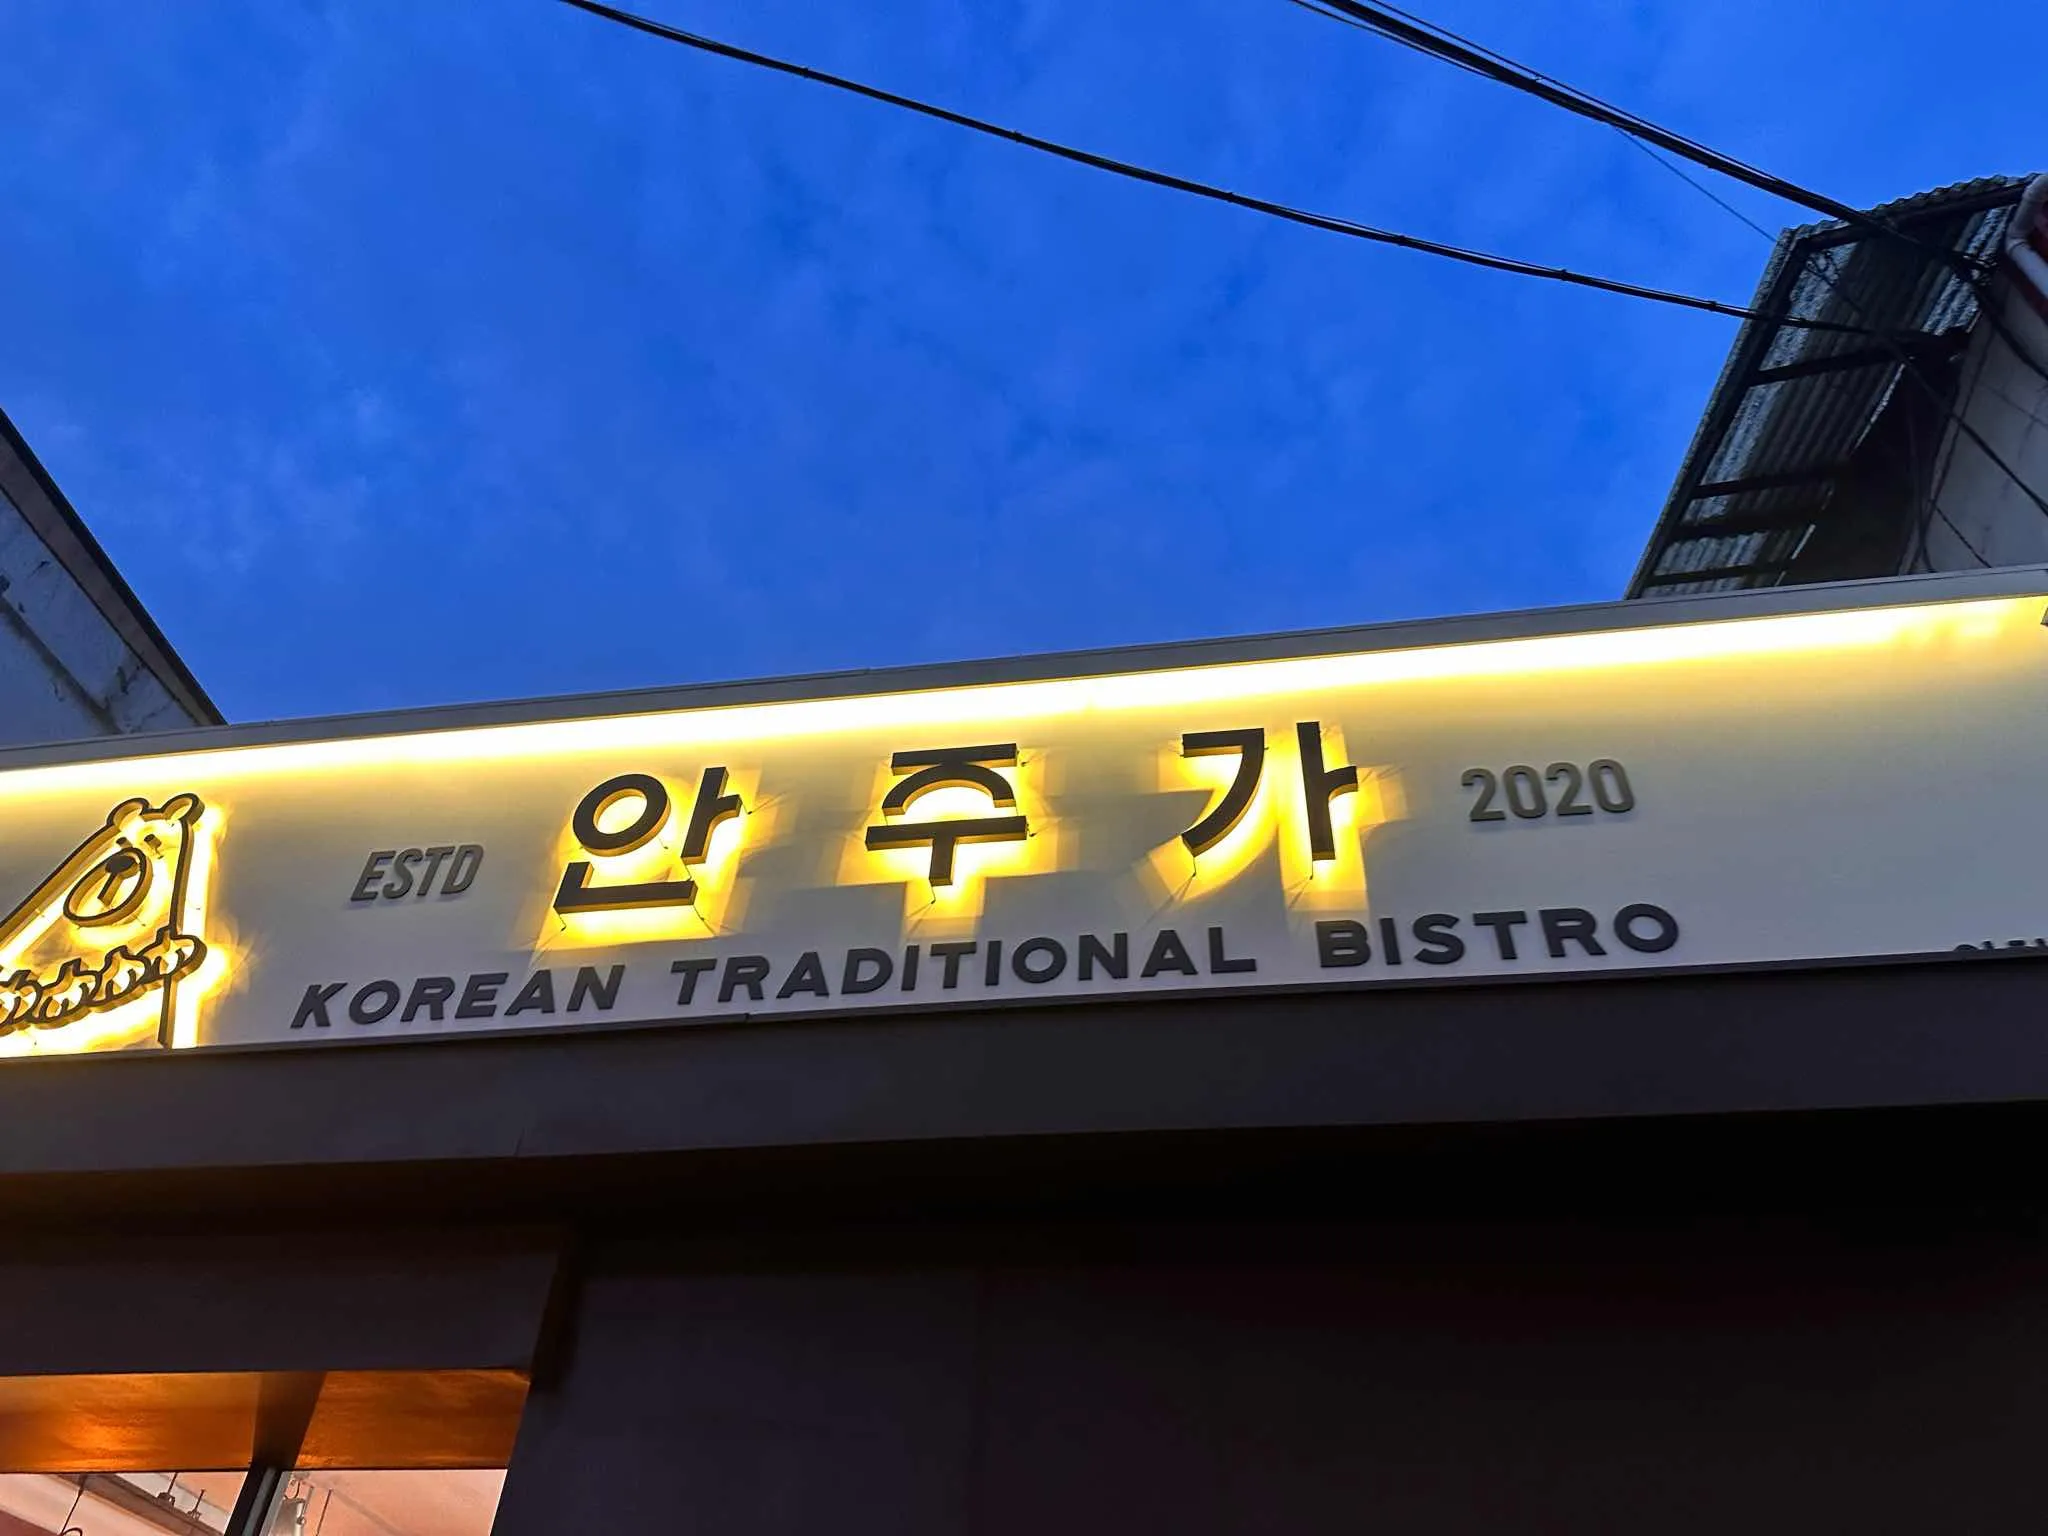 ESTD 안주가 2020
KOREAN TRADITIONAL BISTRO